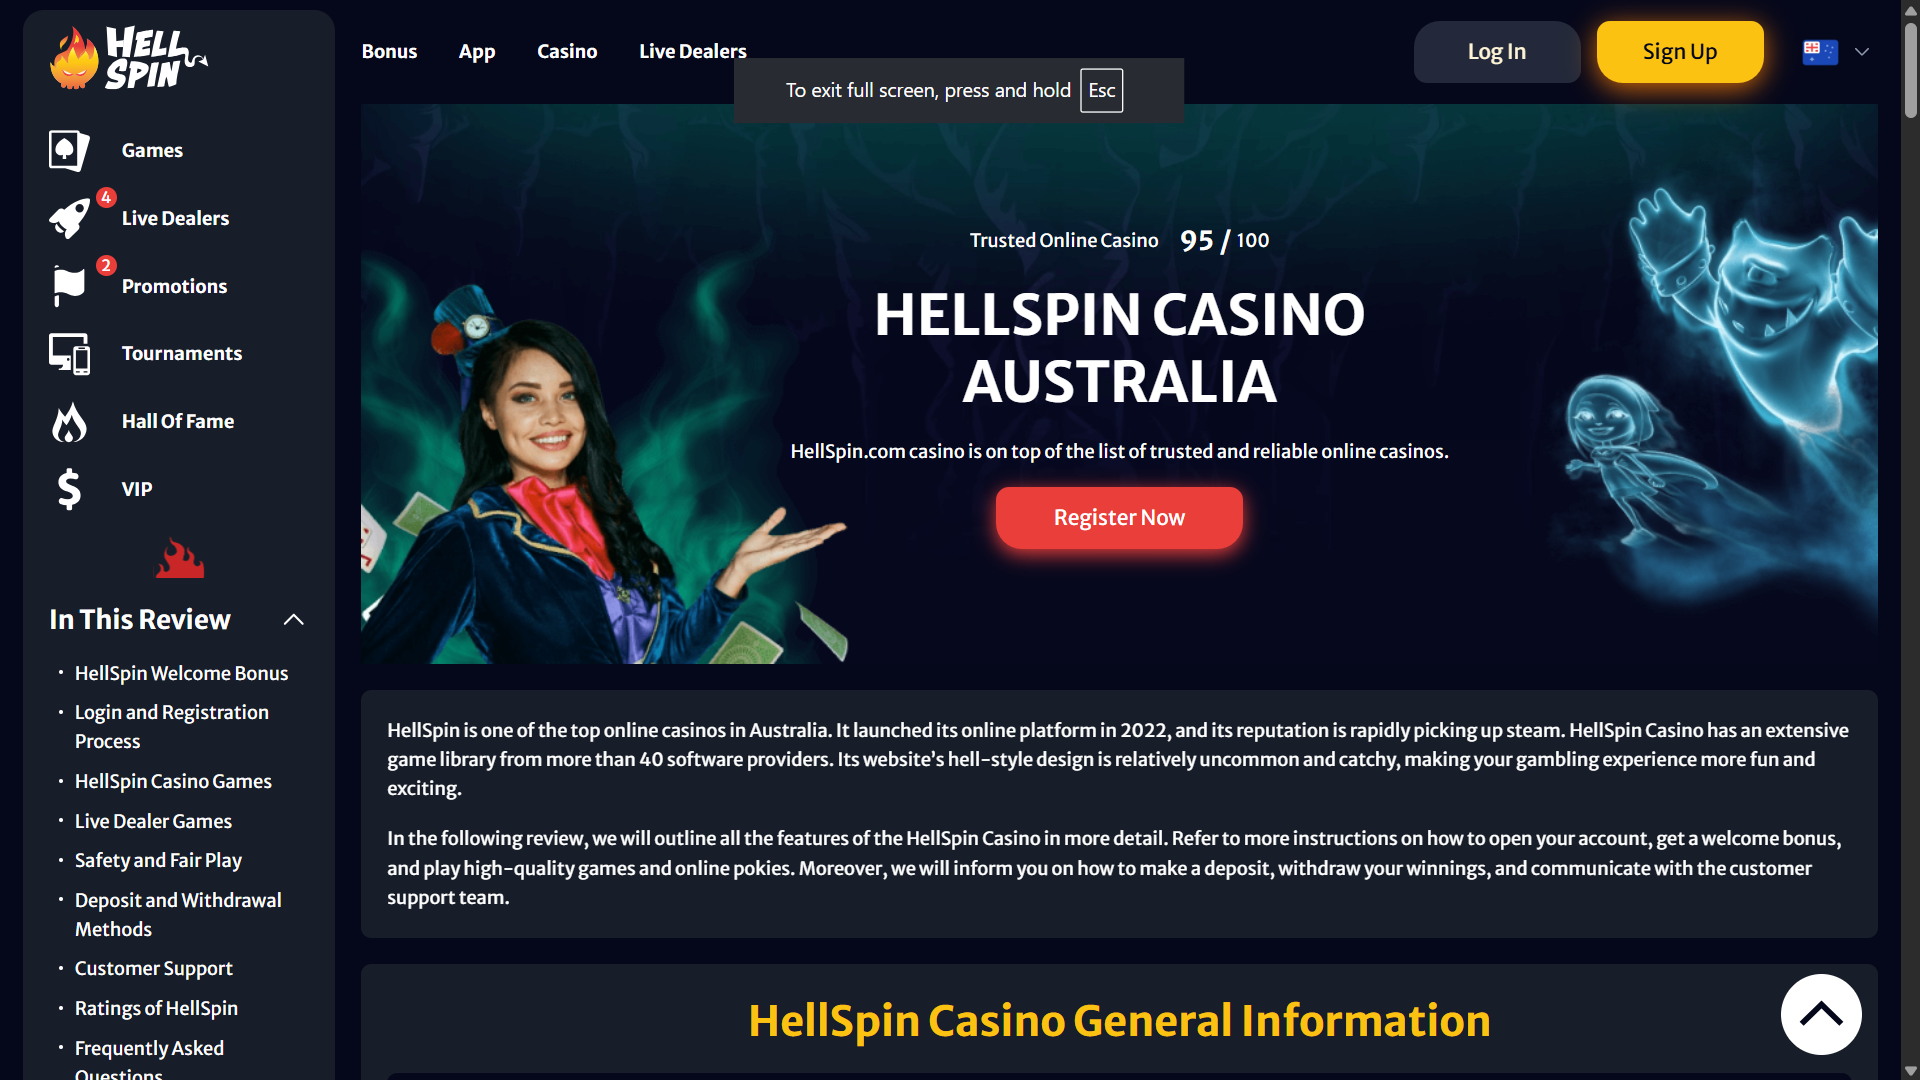 HELL
SPIN
Bonus
App
Casino
Live Dealers
Log In
Sign Up
To exit full screen, press and hold Esc
Games
4
Live Dealers
2
Promotions
Tournaments
Hall Of Fame
VIP
In This Review
· HellSpin Welcome Bonus
· Login and Registration
Process
· HellSpin Casino Games
· Live Dealer Games
· Safety and Fair Play
· Deposit and Withdrawal
Methods
· Customer Support
· Ratings of HellSpin
· Frequently Asked
Questions
Trusted Online Casino 95 / 100
HELLSPIN CASINO
AUSTRALIA
HellSpin.com casino is on top of the list of trusted and reliable online casinos.
Register Now
HellSpin is one of the top online casinos in Australia. It launched its online platform in 2022, and its reputation is rapidly picking up steam. HellSpin Casino has an extensive
game library from more than 40 software providers. Its website’s hell-style design is relatively uncommon and catchy, making your gambling experience more fun and
exciting.
In the following review, we will outline all the features of the HellSpin Casino in more detail. Refer to more instructions on how to open your account, get a welcome bonus,
and play high-quality games and online pokies. Moreover, we will inform you on how to make a deposit, withdraw your winnings, and communicate with the customer
support team.
HellSpin Casino General Information